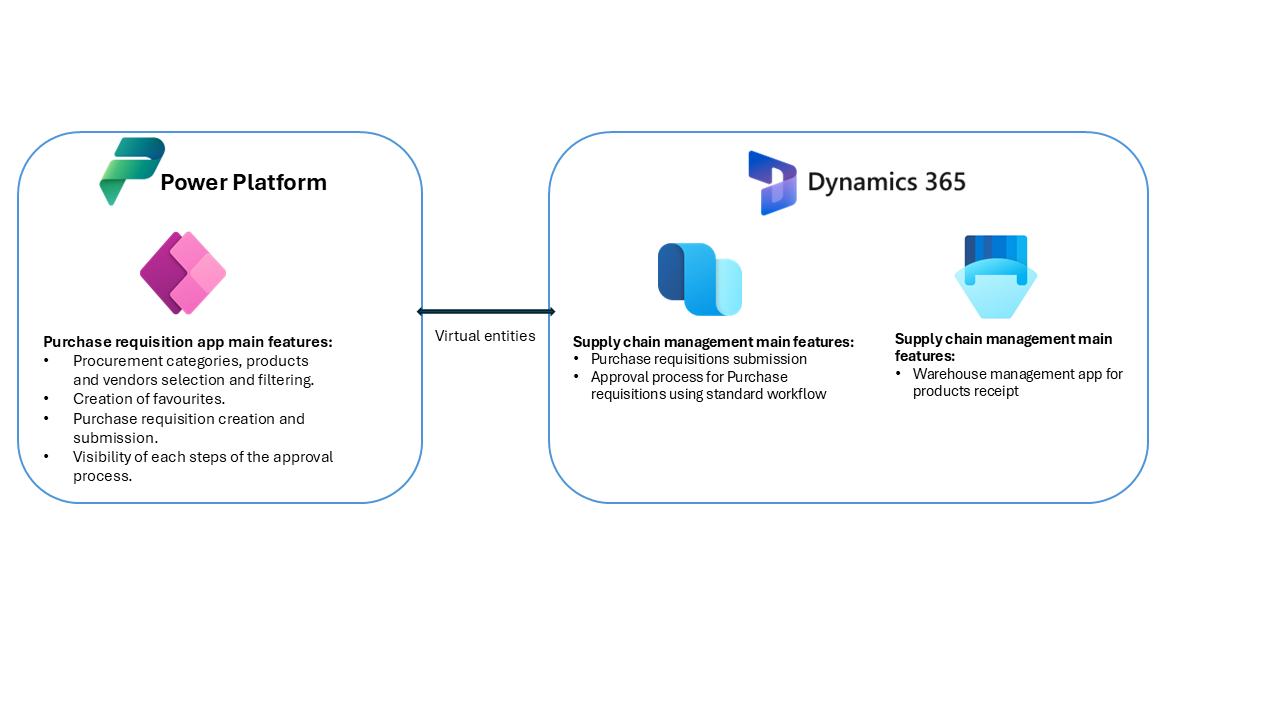 Power Platform
Purchase requisition app main features:
• Procurement categories, products
and vendors selection and filtering.
• Creation of favourites.
• Purchase requisition creation and
submission.
• Visibility of each steps of the approval
process.
Virtual entities
Dynamics 365
Supply chain management main features:
• Purchase requisitions submission
• Approval process for Purchase
requisitions using standard workflow
Supply chain management main
features:
• Warehouse management app for
products receipt